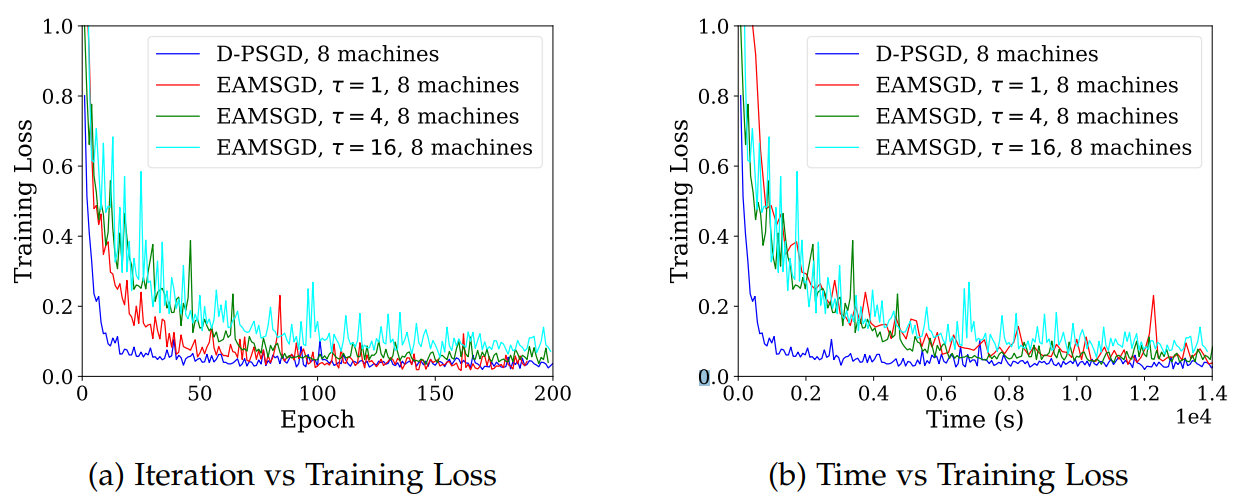 D-PSGD, 8 machines
EAMSGD, τ = 1, 8 machines
EAMSGD, τ = 4, 8 machines
EAMSGD, τ = 16, 8 machines
Training Loss
1.0
0.8
0.6
0.4
0.2
0.0
0 50 100 150 200
Epoch
(a) Iteration vs Training Loss
D-PSGD, 8 machines
EAMSGD, τ = 1, 8 machines
EAMSGD, τ = 4, 8 machines
EAMSGD, τ = 16, 8 machines
Training Loss
1.0
0.8
0.6
0.4
0.2
0.0
0.0 0.2 0.4 0.6 0.8 1.0 1.2 1.4
1e4
Time (s)
(b) Time vs Training Loss